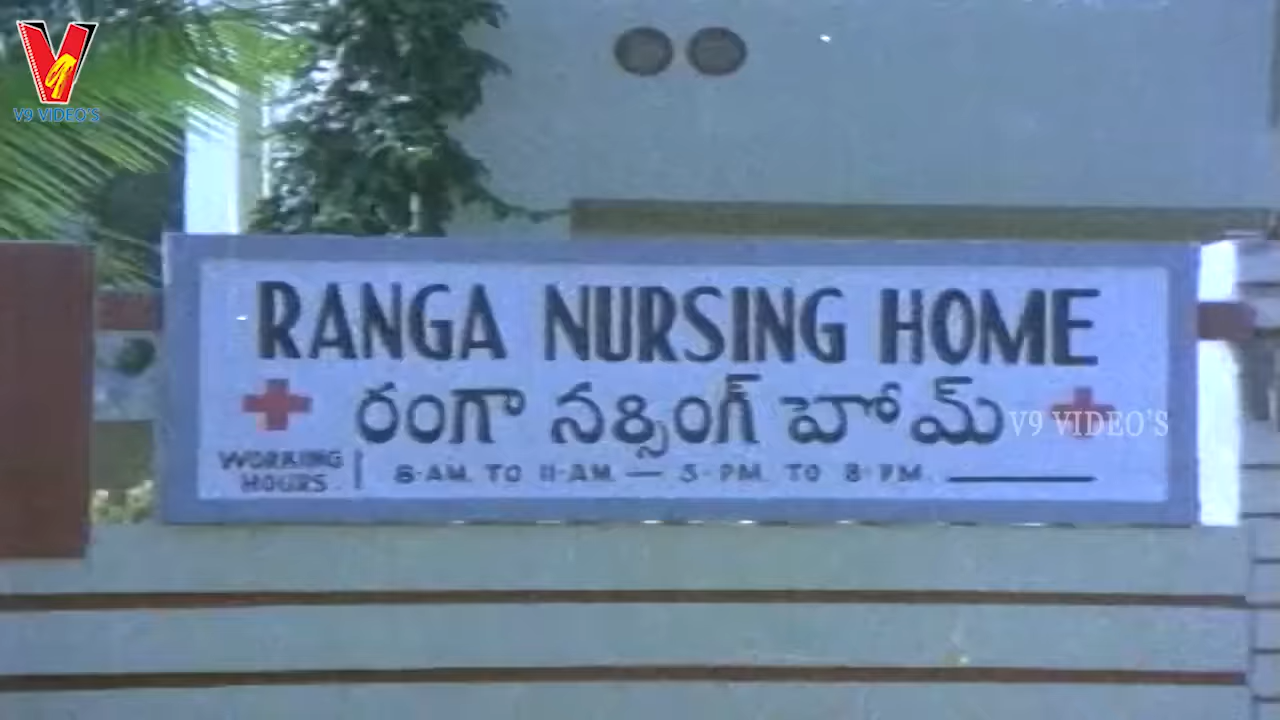 V9 VIDEO'S
RANGA NURSING HOME
రంగా నర్సింగ్ హోమ్
V9 VIDEO'S
WORKING HOURS 8-AM. TO 11-AM. — 5-PM. TO 8-PM.